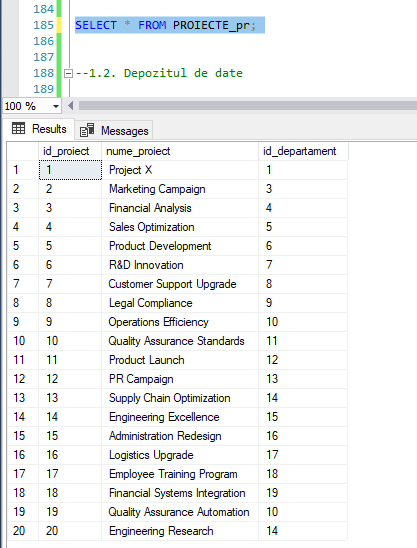 184
185 SELECT * FROM PROIECTE_pr;
186
187
188 --1.2. Depozitul de date
189
100 %
Results Messages
id_proiect nume_proiect id_departament
1 1 Project X 1
2 2 Marketing Campaign 3
3 3 Financial Analysis 4
4 4 Sales Optimization 5
5 5 Product Development 6
6 6 R&D Innovation 7
7 7 Customer Support Upgrade 8
8 8 Legal Compliance 9
9 9 Operations Efficiency 10
10 10 Quality Assurance Standards 11
11 11 Product Launch 12
12 12 PR Campaign 13
13 13 Supply Chain Optimization 14
14 14 Engineering Excellence 15
15 15 Administration Redesign 16
16 16 Logistics Upgrade 17
17 17 Employee Training Program 18
18 18 Financial Systems Integration 19
19 19 Quality Assurance Automation 10
20 20 Engineering Research 14